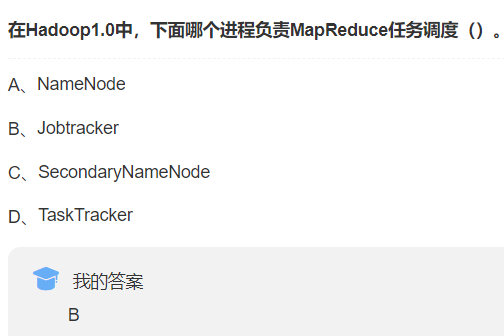 在Hadoop1.0中，下面哪个进程负责MapReduce任务调度（）。
A、NameNode
B、Jobtracker
C、SecondaryNameNode
D、TaskTracker
我的答案
B